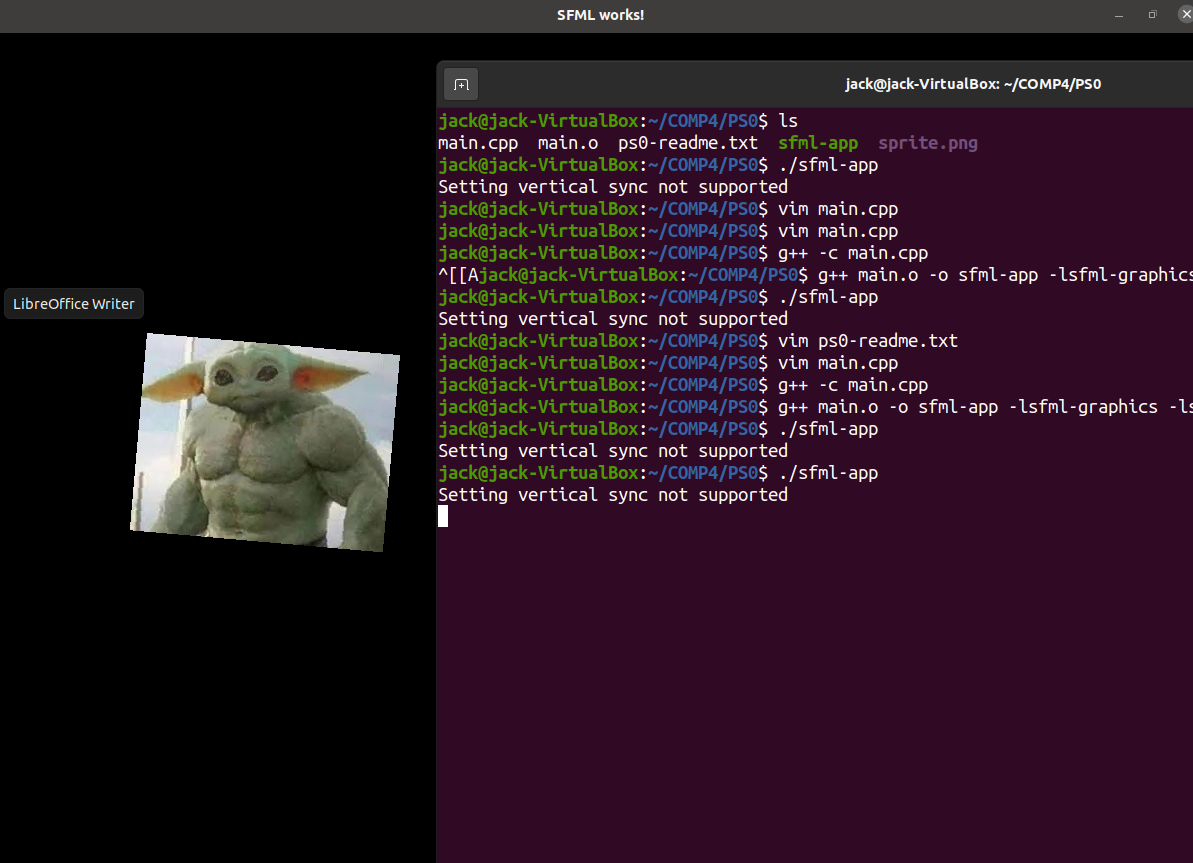 SFML works!
jack@jack-VirtualBox: ~/COMP4/PS0
jack@jack-VirtualBox:~/COMP4/PS0$ ls
main.cpp  main.o  ps0-readme.txt  sfml-app  sprite.png
jack@jack-VirtualBox:~/COMP4/PS0$ ./sfml-app
Setting vertical sync not supported
jack@jack-VirtualBox:~/COMP4/PS0$ vim main.cpp
jack@jack-VirtualBox:~/COMP4/PS0$ vim main.cpp
jack@jack-VirtualBox:~/COMP4/PS0$ g++ -c main.cpp
^[[Ajack@jack-VirtualBox:~/COMP4/PS0$ g++ main.o -o sfml-app -lsfml-graphics
jack@jack-VirtualBox:~/COMP4/PS0$ ./sfml-app
Setting vertical sync not supported
jack@jack-VirtualBox:~/COMP4/PS0$ vim ps0-readme.txt
jack@jack-VirtualBox:~/COMP4/PS0$ vim main.cpp
jack@jack-VirtualBox:~/COMP4/PS0$ g++ -c main.cpp
jack@jack-VirtualBox:~/COMP4/PS0$ g++ main.o -o sfml-app -lsfml-graphics -ls
jack@jack-VirtualBox:~/COMP4/PS0$ ./sfml-app
Setting vertical sync not supported
jack@jack-VirtualBox:~/COMP4/PS0$ ./sfml-app
Setting vertical sync not supported
LibreOffice Writer